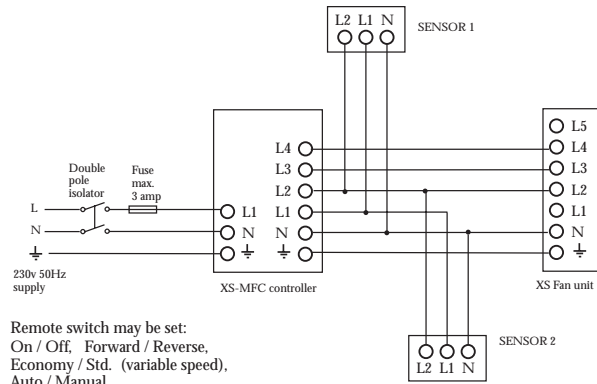 L2 L1 N
SENSOR 1
L5
L4
L4
L3
L3
L2
L2
L1
L1
L1
N
N
N
XS-MFC controller
XS Fan unit
Double
pole
isolator
Fuse
max.
3 amp
L
N
230v 50Hz
supply
Remote switch may be set:
On / Off, Forward / Reverse,
Economy / Std. (variable speed),
Auto / Manual
SENSOR 2
L2 L1 N